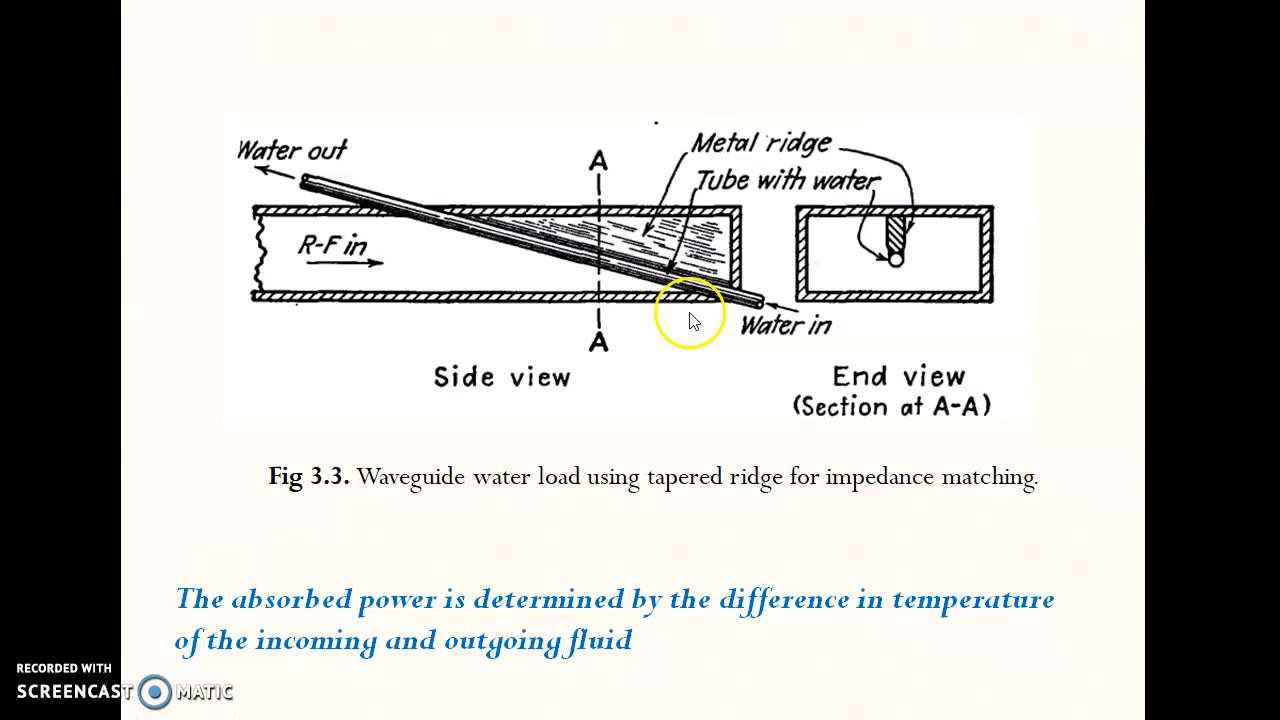 Water out
A
Metal ridge
Tube with water
R-F in
A
Water in
Side view
End view
(Section at A-A)
Fig 3.3. Waveguide water load using tapered ridge for impedance matching.
The absorbed power is determined by the difference in temperature
of the incoming and outgoing fluid
RECORDED WITH
SCREENCAST MATIC